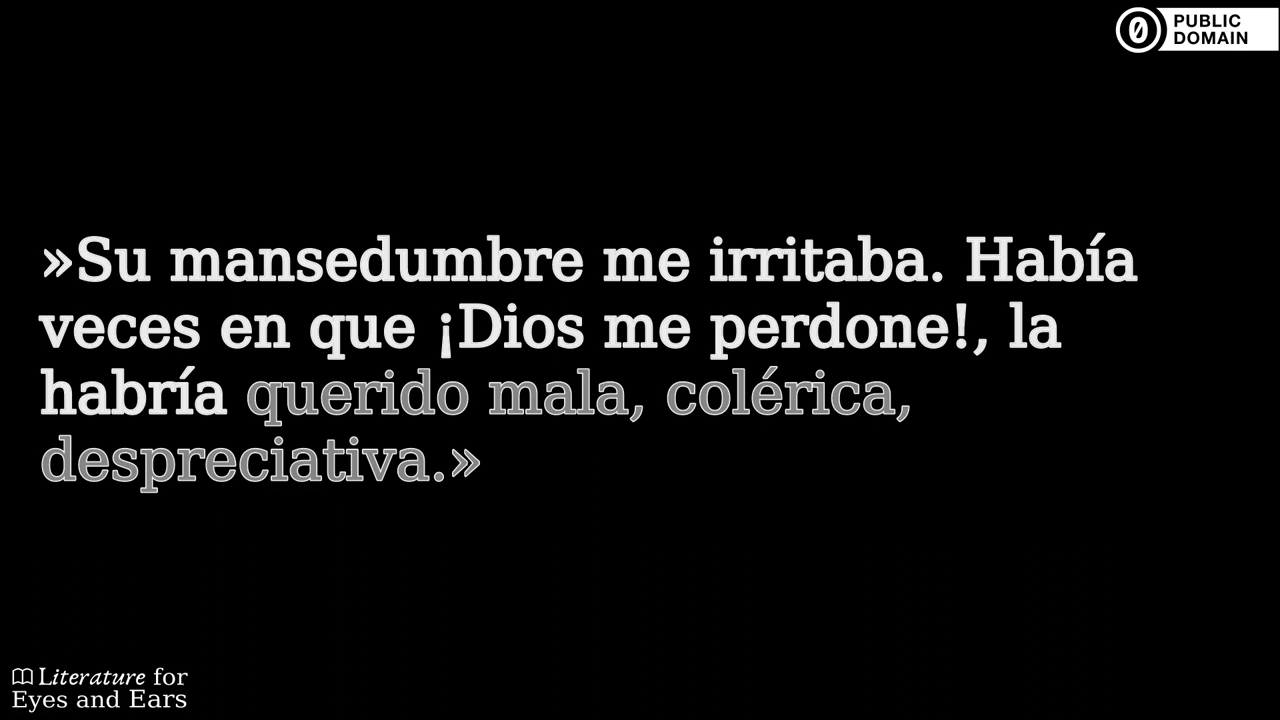 PUBLIC
DOMAIN
»Su mansedumbre me irritaba. Había
veces en que ¡Dios me perdone!, la
habría querido mala, colérica,
despreciativa.»
Literature for
Eyes and Ears